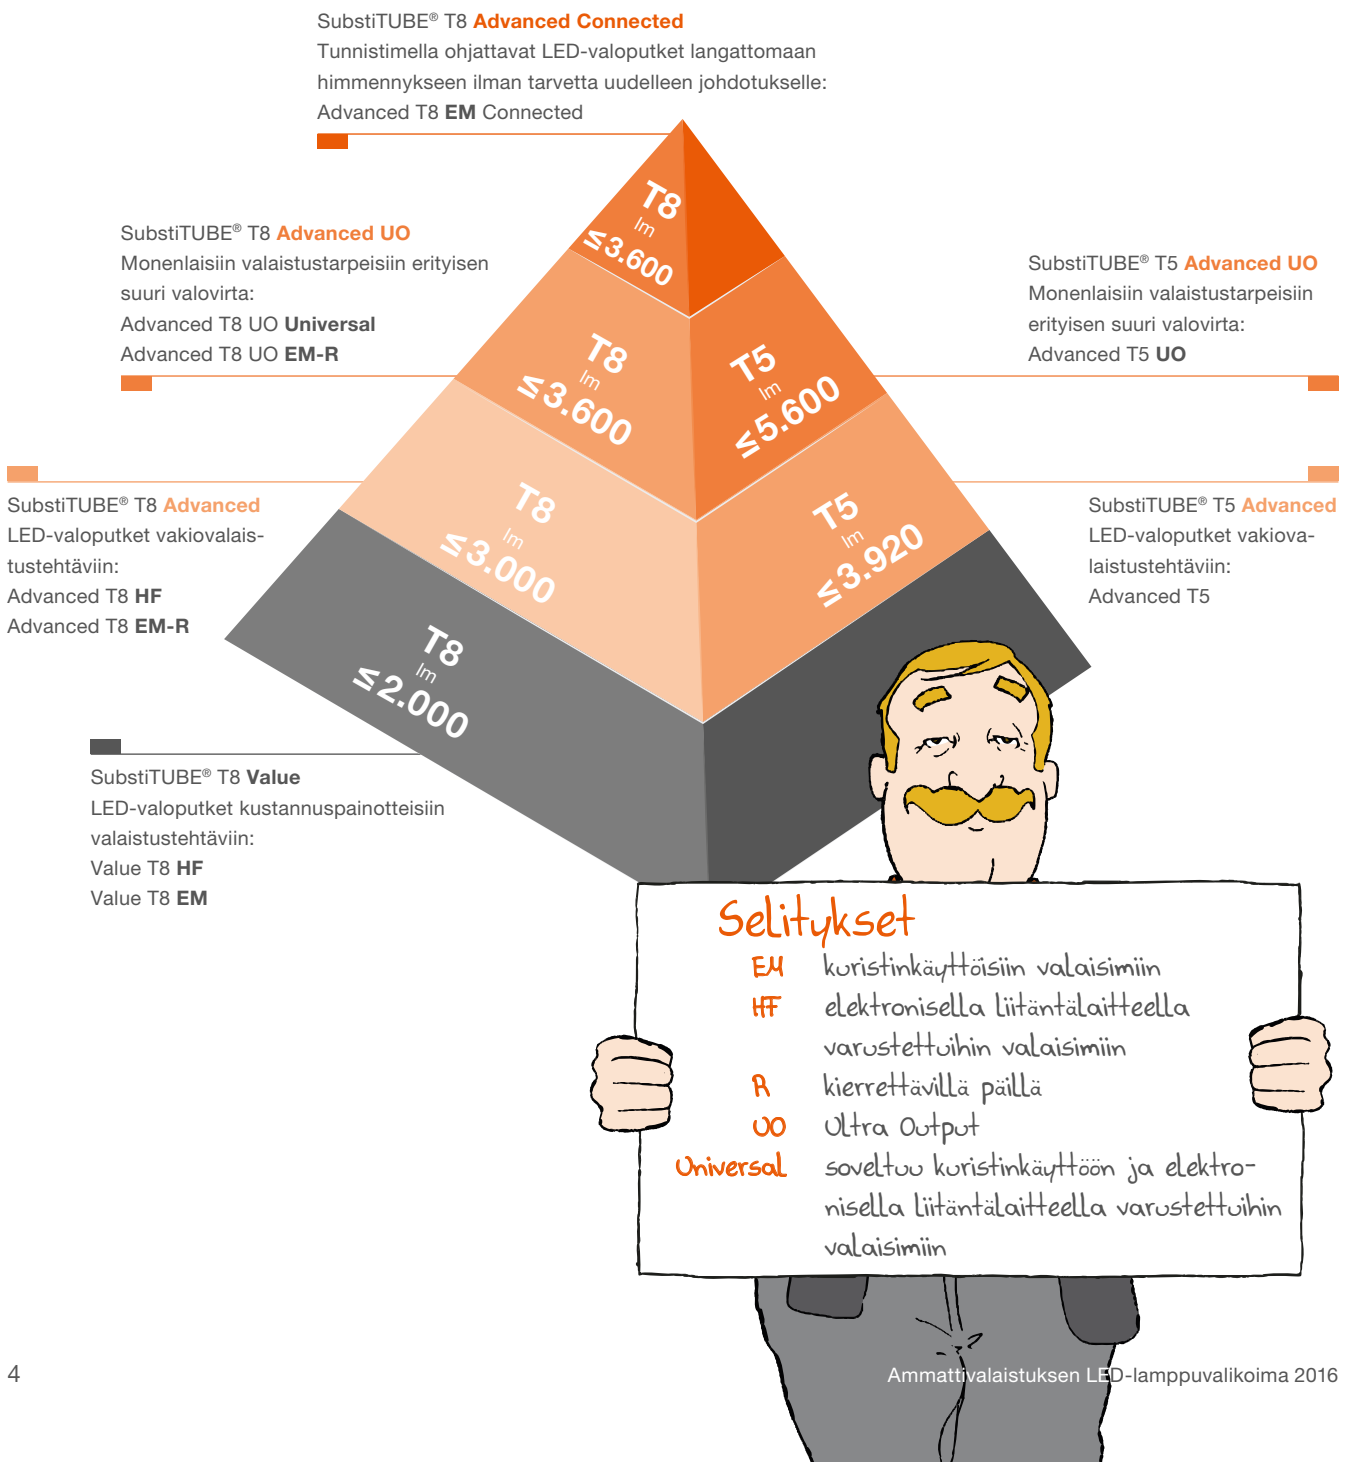 SubstiTUBE® T8 Advanced Connected
Tunnistimella ohjattavat LED-valoputket langattomaan
himmennykseen ilman tarvetta uudelleen johdotukselle:
Advanced T8 EM Connected
SubstiTUBE® T8 Advanced UO
Monenlaisiin valaistustarpeisiin erityisen
suuri valovirta:
Advanced T8 UO Universal
Advanced T8 UO EM-R
SubstiTUBE® T5 Advanced UO
Monenlaisiin valaistustarpeisiin
erityisen suuri valovirta:
Advanced T5 UO
SubstiTUBE® T8 Advanced
LED-valoputket vakiovalais-
tustehtäviin:
Advanced T8 HF
Advanced T8 EM-R
SubstiTUBE® T5 Advanced
LED-valoputket vakiova-
laistustehtäviin:
Advanced T5
SubstiTUBE® T8 Value
LED-valoputket kustannuspainotteisiin
valaistustehtäviin:
Value T8 HF
Value T8 EM
T8
lm
≤3.600
T8
lm
≤3.600
T5
lm
≤5.600
T8
lm
≤3.000
T5
lm
≤3.920
T8
lm
≤2.000
Selitykset
EM kuristinkäyttöisiin valaisimiin
HF elektronisella liitäntälaitteella
varustettuihin valaisimiin
R kierrettävillä päillä
UO Ultra Output
Universal soveltuu kuristinkäyttöön ja elektro-
nisella liitäntälaitteella varustettuihin
valaisimiin
4
Ammattivalaistuksen LED-lamppuvalikoima 2016